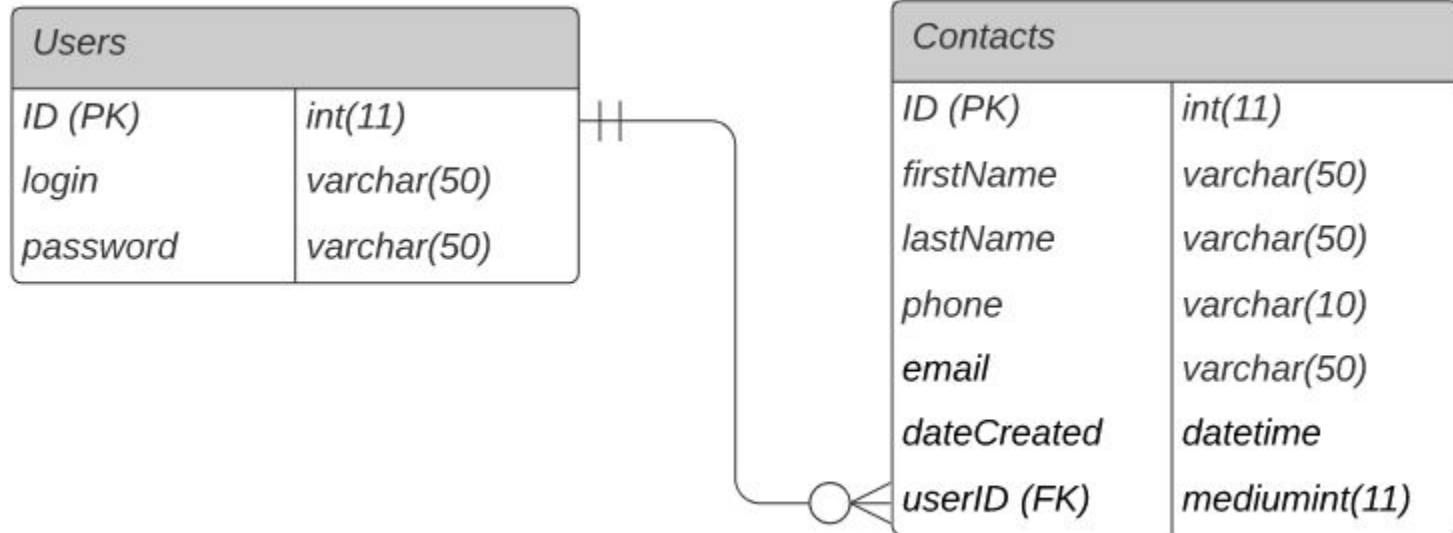 Users
ID (PK) int(11)
login varchar(50)
password varchar(50)
Contacts
ID (PK) int(11)
firstName varchar(50)
lastName varchar(50)
phone varchar(10)
email varchar(50)
dateCreated datetime
userID (FK) mediumint(11)